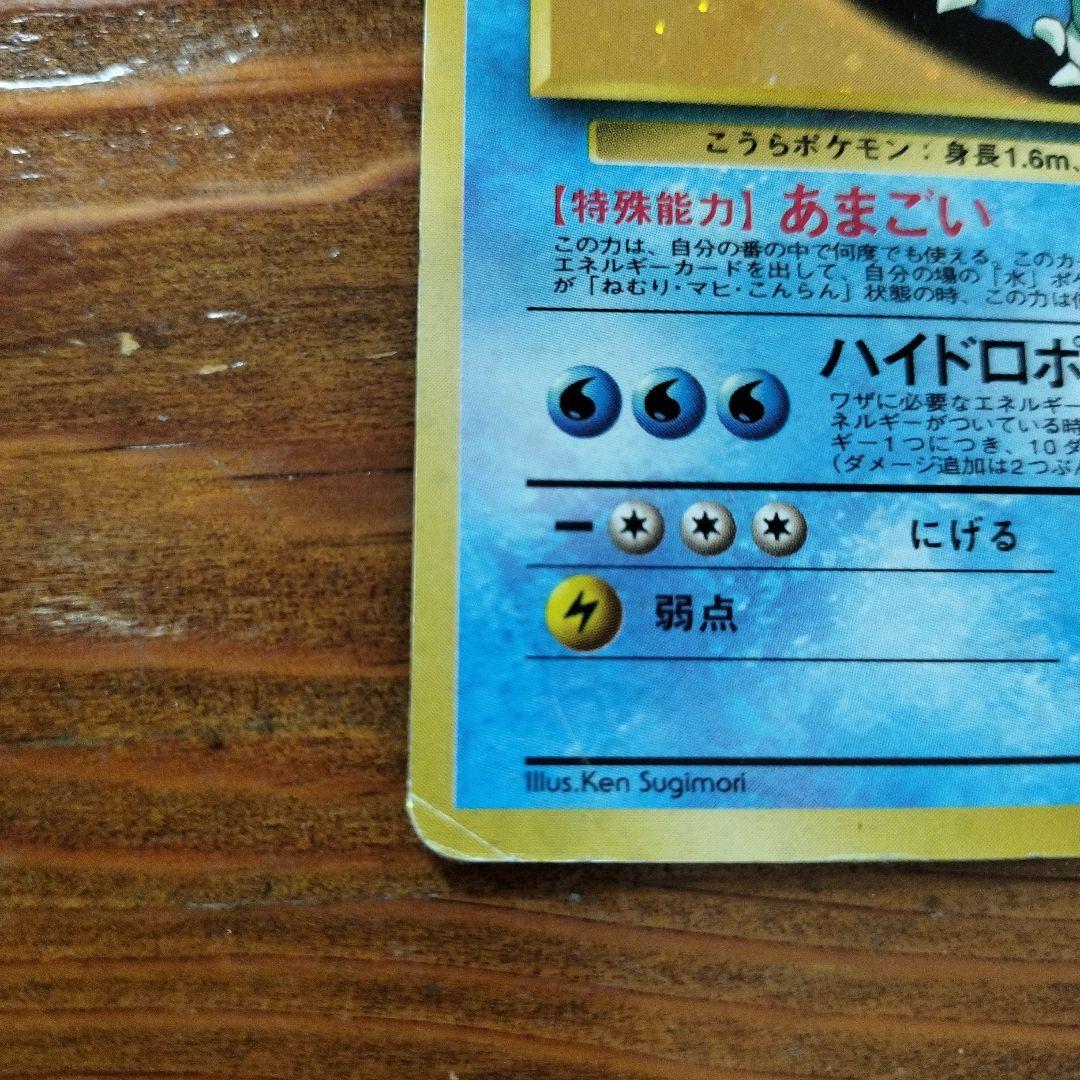 こうらポケモン：身長1.6m、
【特殊能力】あまごい
この力は、自分の番の中で何度でも使える。この力
エネルギーカードを出して、自分の場の「水」ポケ
が「ねむり・マヒ・こんらん」状態の時、この力は使
ハイドロポ
ワザに必要なエネルギー
ネルギーがついている時
ギー1つにつき、10ダ
（ダメージ追加は2つぶん
ー にげる
弱点
Illus.Ken Sugimori